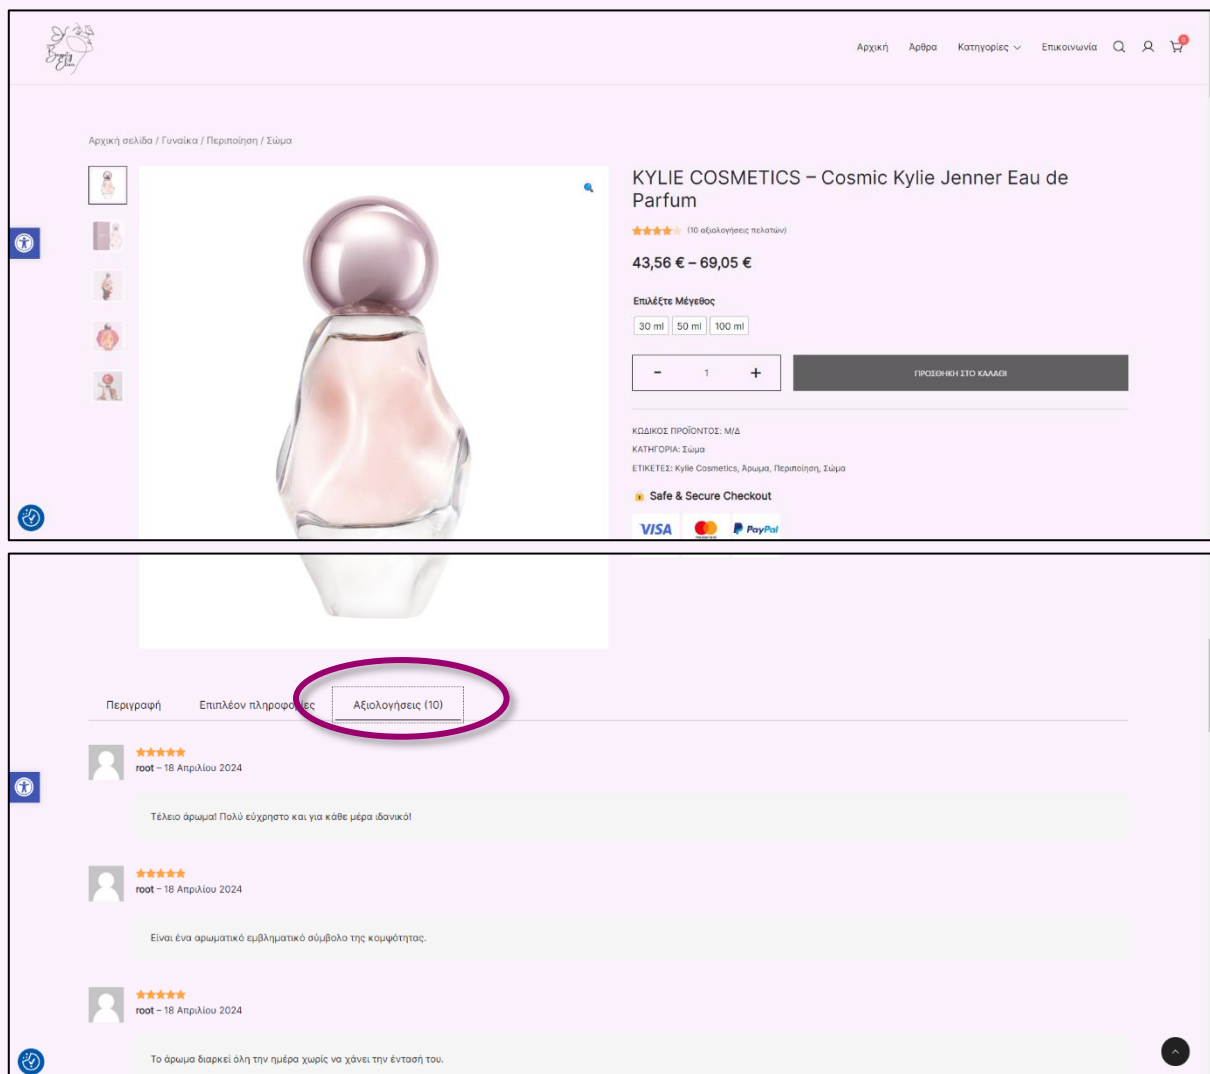 Beauty
Αρχική Άρθρα Κατηγορίες Επικοινωνία 0
Αρχική σελίδα / Γυναίκα / Περιποίηση / Σώμα
KYLIE COSMETICS – Cosmic Kylie Jenner Eau de
Parfum
(10 αξιολογήσεις πελατών)
43,56 € – 69,05 €
Επιλέξτε Μέγεθος
30 ml 50 ml 100 ml
- 1 + ΠΡΟΣΘΗΚΗ ΣΤΟ ΚΑΛΑΘΙ
ΚΩΔΙΚΟΣ ΠΡΟΪΟΝΤΟΣ: Μ/Δ
ΚΑΤΗΓΟΡΙΑ: Σώμα
ΕΤΙΚΕΤΕΣ: Kylie Cosmetics, Άρωμα, Περιποίηση, Σώμα
Safe & Secure Checkout
VISA PayPal
Περιγραφή Επιπλέον πληροφορίες Αξιολογήσεις (10)
root – 18 Απριλίου 2024
Τέλειο άρωμα! Πολύ εύχρηστο και για κάθε μέρα ιδανικό!
root – 18 Απριλίου 2024
Είναι ένα αρωματικό εμβληματικό σύμβολο της κομψότητας.
root – 18 Απριλίου 2024
Το άρωμα διαρκεί όλη την ημέρα χωρίς να χάνει την έντασή του.